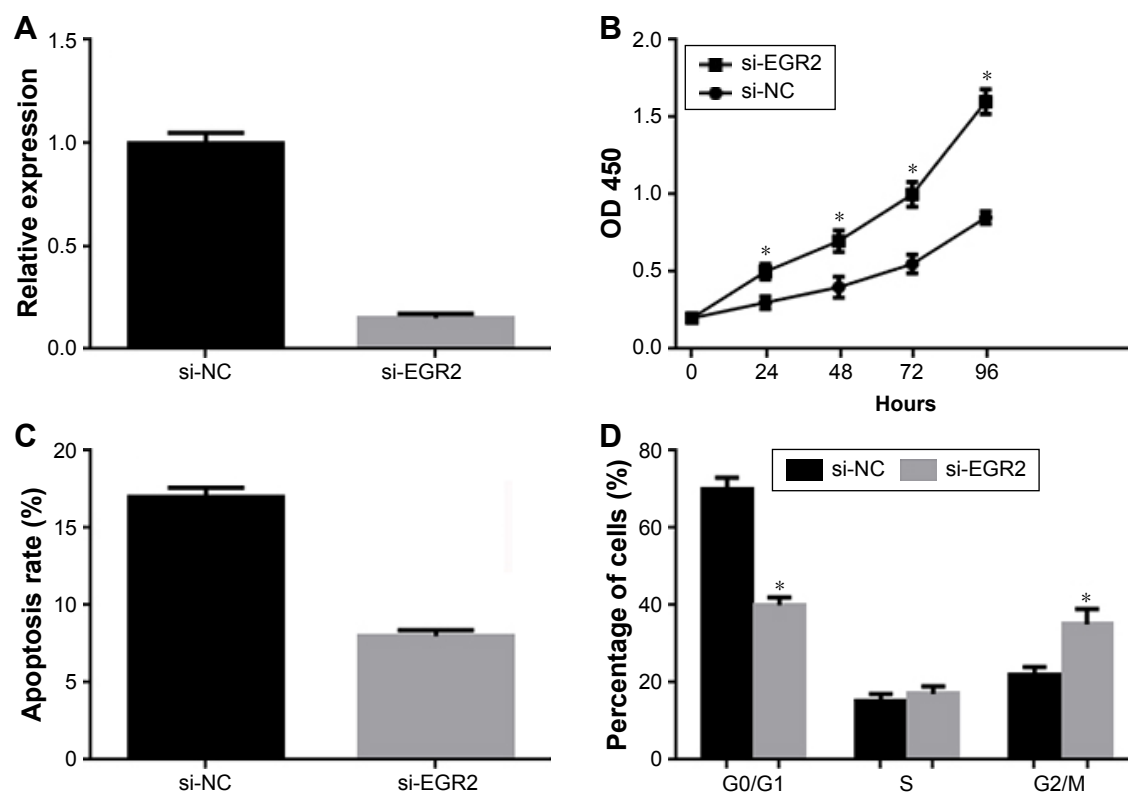 A
Relative expression
1.5
1.0
0.5
0.0
si-NC si-EGR2
B
OD 450
2.0
1.5
1.0
0.5
0.0
si-EGR2
si-NC
*
*
*
*
0 24 48 72 96
Hours
C
Apoptosis rate (%)
20
15
10
5
0
si-NC si-EGR2
D
Percentage of cells (%)
80
60
40
20
0
si-NC si-EGR2
*
*
G0/G1 S G2/M